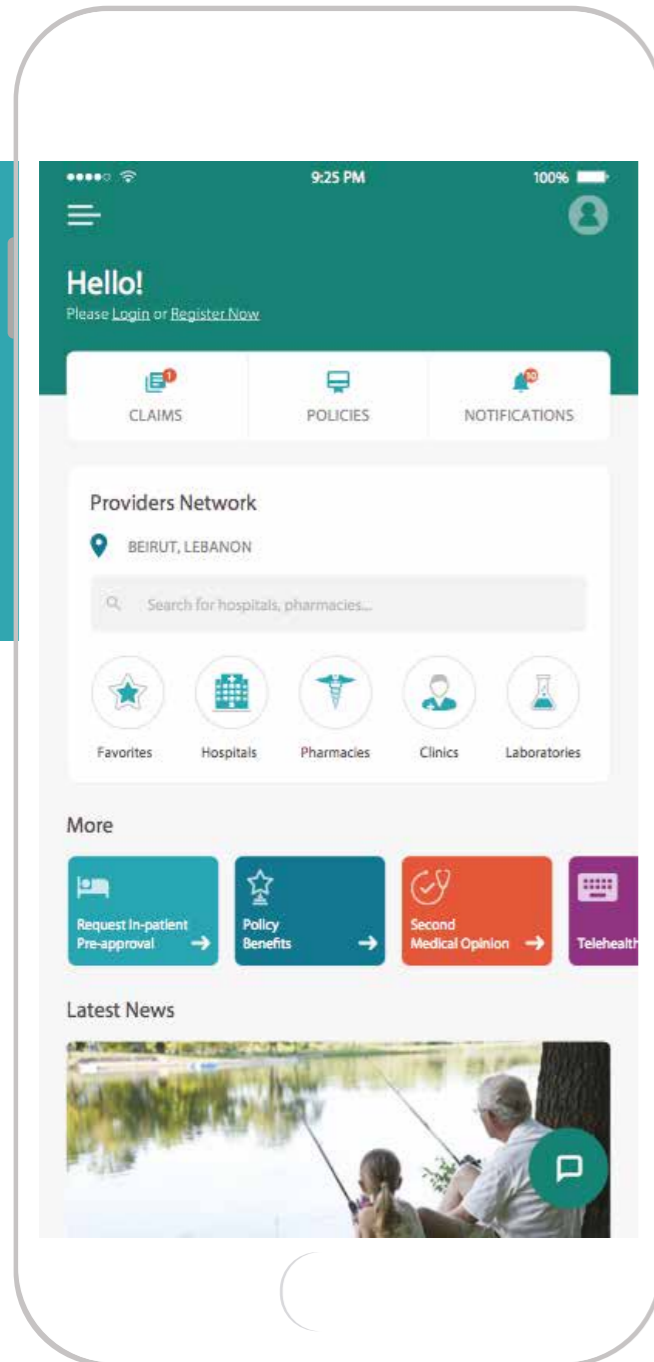 9:25 PM
100%
Hello!
Please Login or Register Now
1
10
CLAIMS
POLICIES
NOTIFICATIONS
Providers Network
BEIRUT, LEBANON
Search for hospitals, pharmacies...
Favorites
Hospitals
Pharmacies
Clinics
Laboratories
More
Request In-patient
Pre-approval
Policy
Benefits
Second
Medical Opinion
Telehealth
Latest News